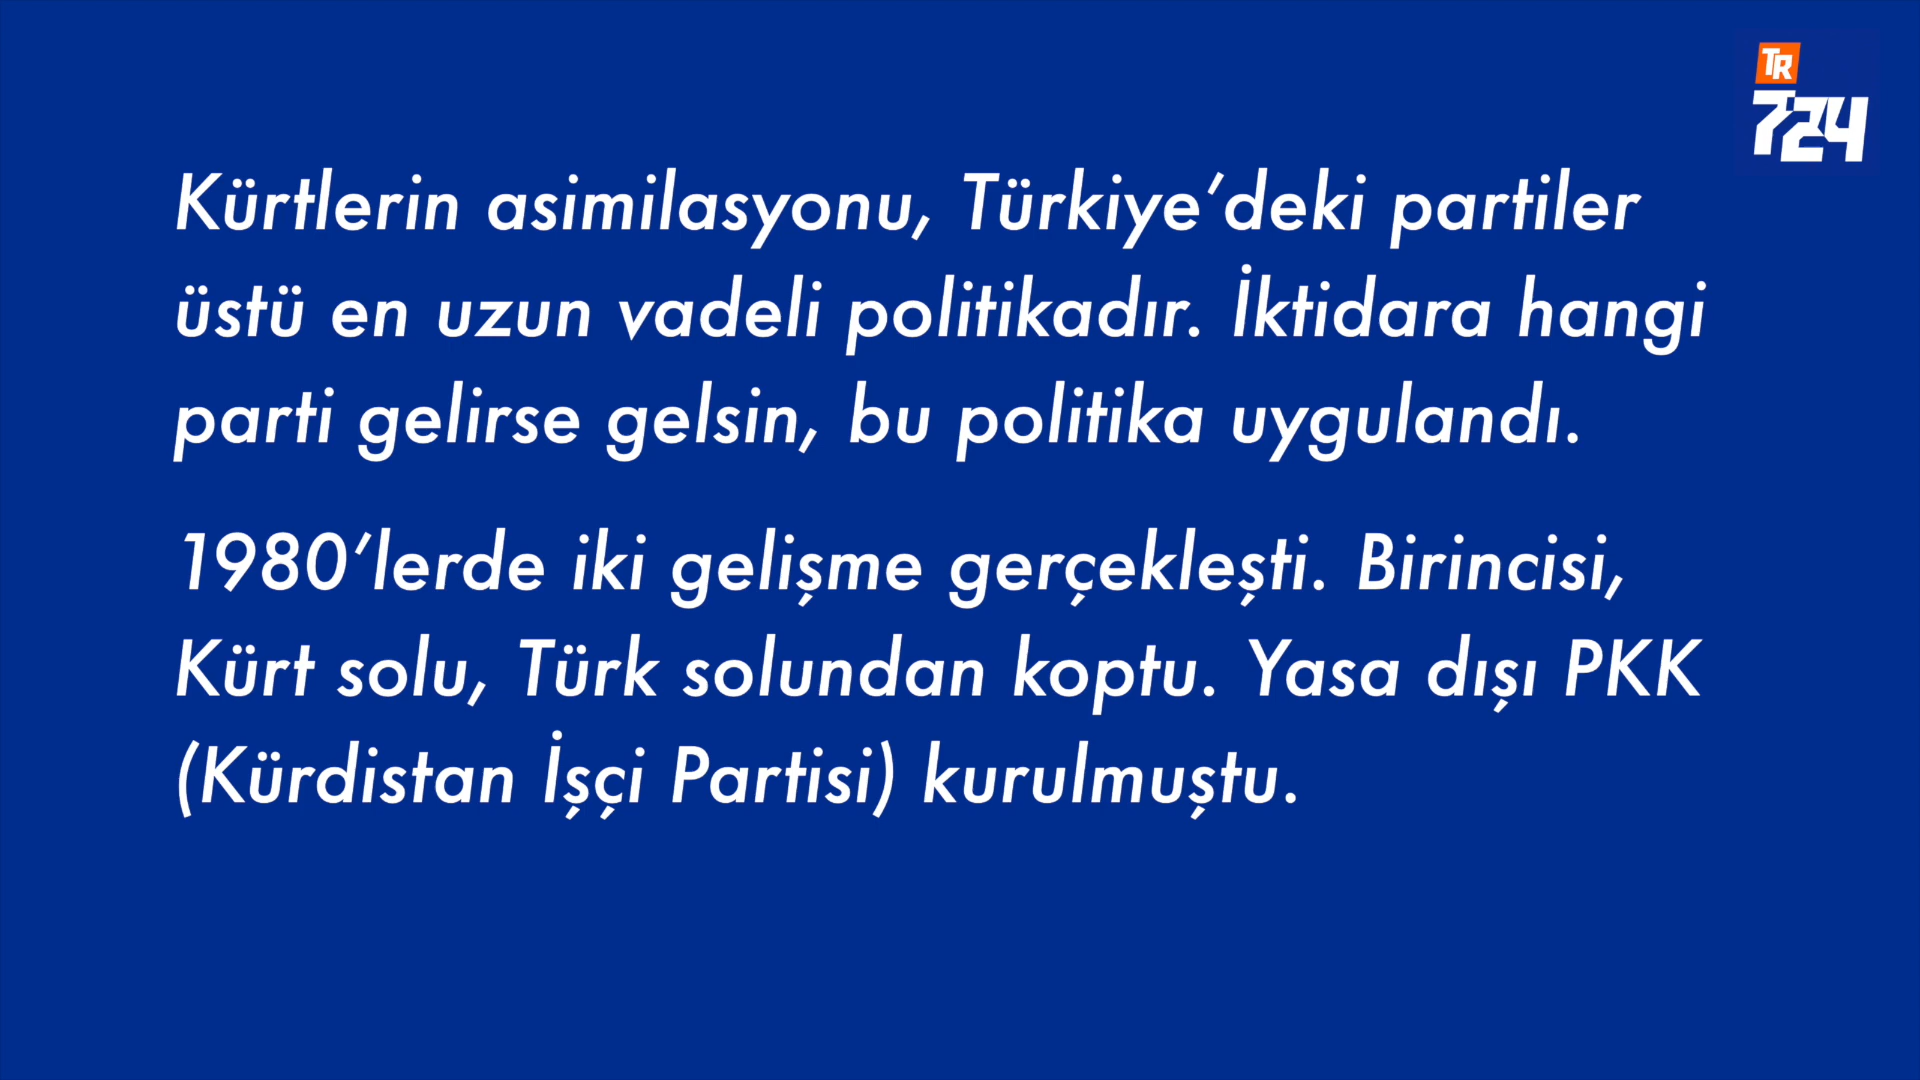 TR
724
Kürtlerin asimilasyonu, Türkiye’deki partiler
üstü en uzun vadeli politikadır. İktidara hangi
parti gelirse gelsin, bu politika uygulandı.
1980’lerde iki gelişme gerçekleşti. Birincisi,
Kürt solu, Türk solundan koptu. Yasa dışı PKK
(Kürdistan İşçi Partisi) kurulmuştu.